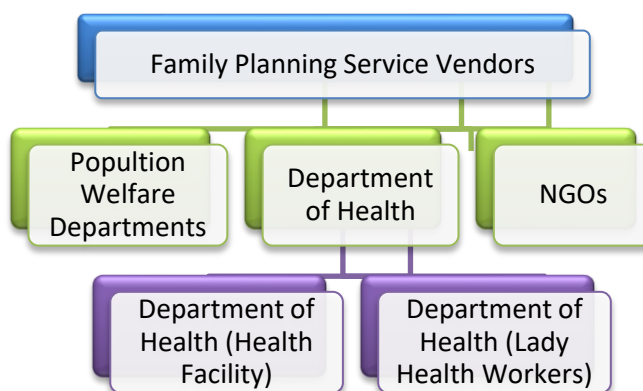 Family Planning Service Vendors
Popultion
Welfare
Departments
Department
of Health
NGOs
Department of
Health (Health
Facility)
Department of
Health (Lady
Health Workers)